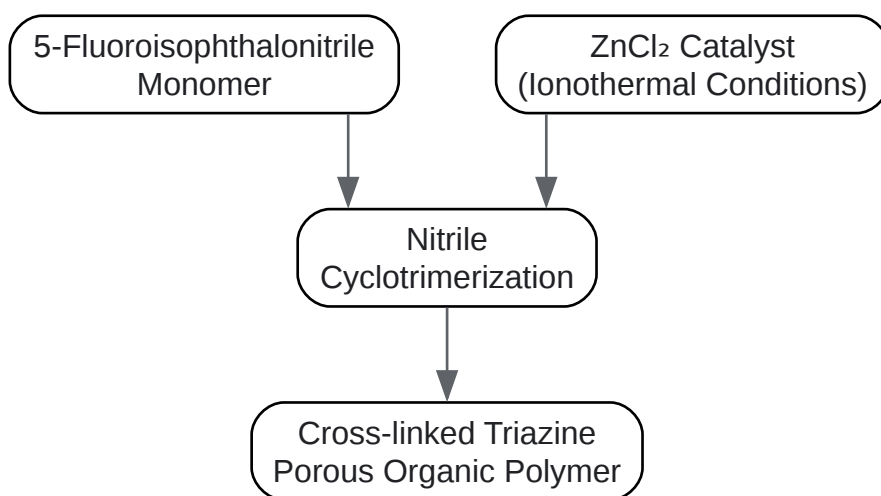 5-Fluoroisophthalonitrile
Monomer
ZnCl₂ Catalyst
(Ionothermal Conditions)
Nitrile
Cyclotrimerization
Cross-linked Triazine
Porous Organic Polymer